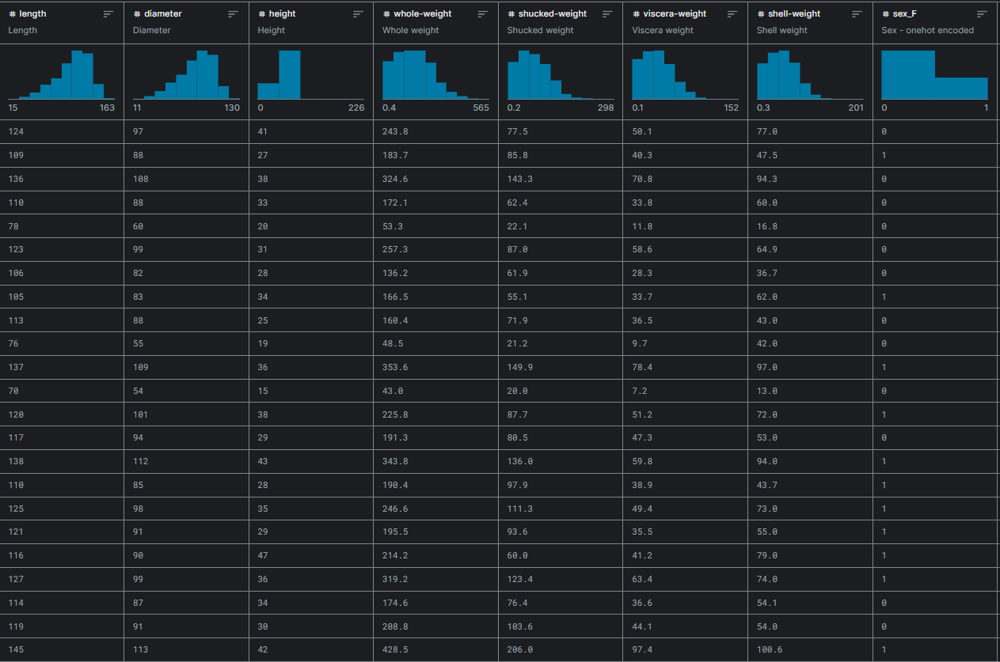 # length # diameter # height # whole-weight # shucked-weight # viscera-weight # shell-weight # sex_F
Length Diameter Height Whole weight Shucked weight Viscera weight Shell weight Sex - onehot encoded
15 163 11 130 0 226 0.4 565 0.2 298 0.1 152 0.3 201 0 1
124 97 41 243.8 77.5 50.1 77.0 0
109 88 27 183.7 85.8 40.3 47.5 1
136 108 38 324.6 143.3 70.8 94.3 0
110 88 33 172.1 62.4 33.8 60.0 0
78 60 20 53.3 22.1 11.8 16.8 0
123 99 31 257.3 87.0 58.6 64.9 0
106 82 28 136.2 61.9 28.3 36.7 0
105 83 34 166.5 55.1 33.7 62.0 1
113 88 25 160.4 71.9 36.5 43.0 0
76 55 19 48.5 21.2 9.7 42.0 0
137 109 36 353.6 149.9 78.4 97.0 1
70 54 15 43.0 20.0 7.2 13.0 0
120 101 38 225.8 87.7 51.2 72.0 1
117 94 29 191.3 80.5 47.3 53.0 0
138 112 43 343.8 136.0 59.8 94.0 1
110 85 28 190.4 97.9 38.9 43.7 1
125 98 35 246.6 111.3 49.4 73.0 1
121 91 29 195.5 93.6 35.5 55.0 1
116 90 47 214.2 60.0 41.2 79.0 1
127 99 36 319.2 123.4 63.4 74.0 1
114 87 34 174.6 76.4 36.6 54.1 0
119 91 30 208.8 103.6 44.1 54.0 0
145 113 42 428.5 206.0 97.4 100.6 1